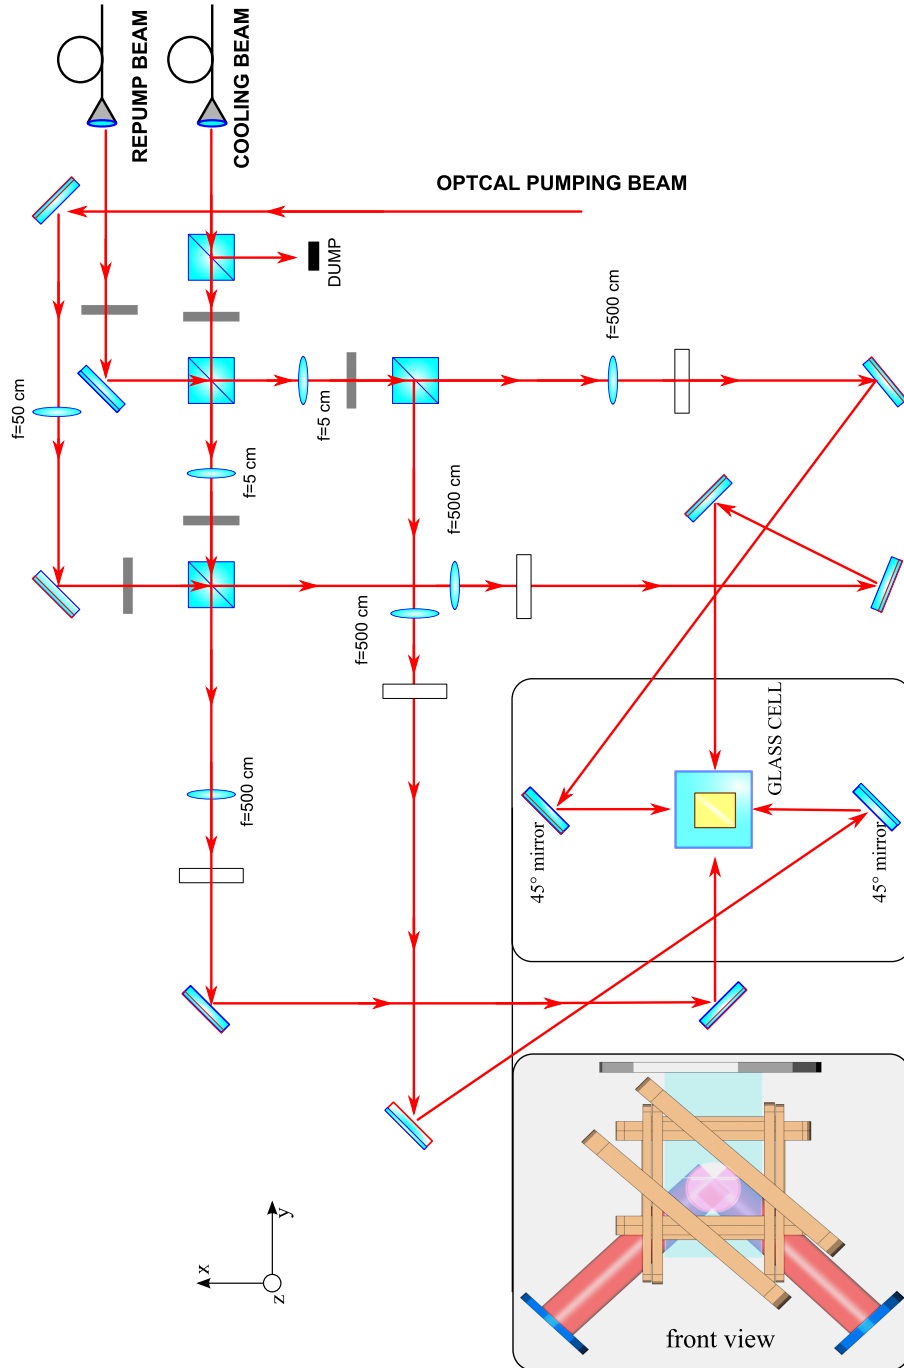 REPUMP BEAM
COOLING BEAM
OPTCAL PUMPING BEAM
DUMP
f=500 cm
f=50 cm
f=5 cm
f=5 cm
f=500 cm
f=500 cm
f=500 cm
GLASS CELL
45° mirror
45° mirror
x
y
z
front view